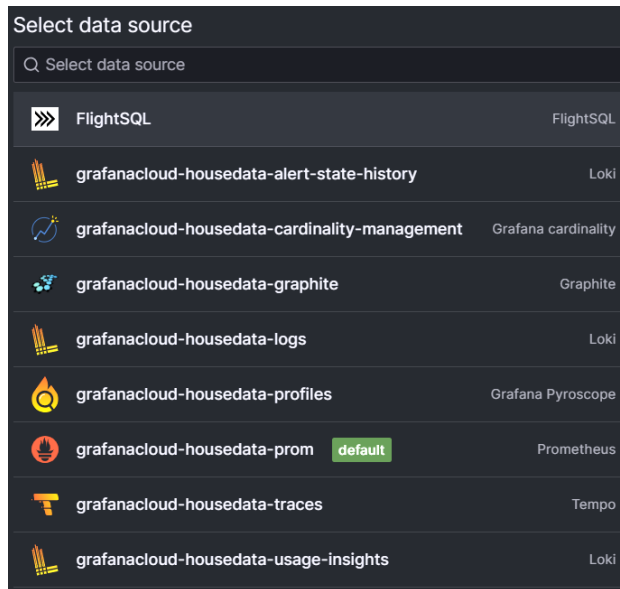 Select data source
Select data source
FlightSQL FlightSQL
grafanacloud-housedata-alert-state-history Loki
grafanacloud-housedata-cardinality-management Grafana cardinality
grafanacloud-housedata-graphite Graphite
grafanacloud-housedata-logs Loki
grafanacloud-housedata-profiles Grafana Pyroscope
grafanacloud-housedata-prom default Prometheus
grafanacloud-housedata-traces Tempo
grafanacloud-housedata-usage-insights Loki